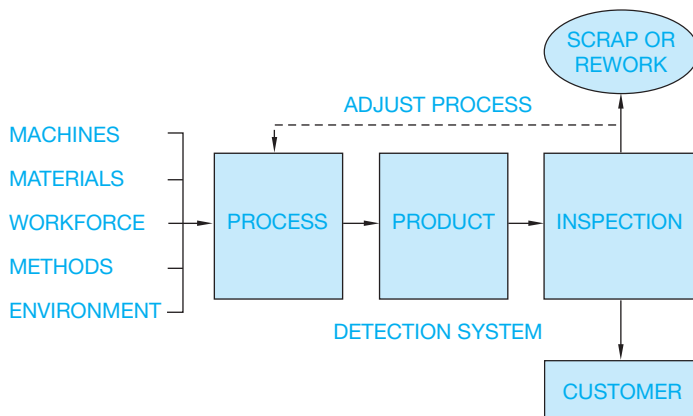 SCRAP OR
REWORK
ADJUST PROCESS
MACHINES
MATERIALS
WORKFORCE
METHODS
ENVIRONMENT
PROCESS
PRODUCT
INSPECTION
DETECTION SYSTEM
CUSTOMER